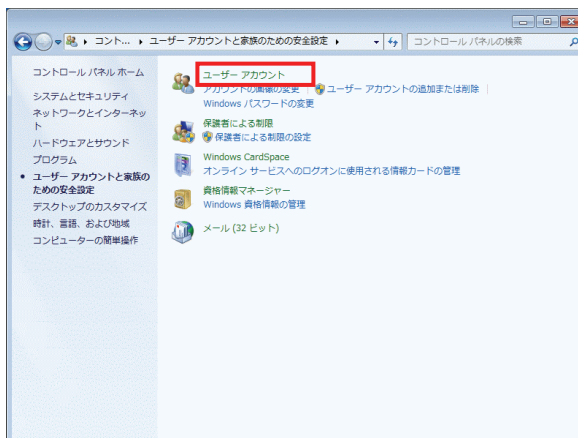 コント... ユーザー アカウントと家族のための安全設定
コントロール パネルの検索
コントロール パネル ホーム
システムとセキュリティ
ネットワークとインターネッ
ト
ハードウェアとサウンド
プログラム
ユーザー アカウントと家族の
ための安全設定
デスクトップのカスタマイズ
時計、言語、および地域
コンピューターの簡単操作
ユーザー アカウント
アカウントの画像の変更 ユーザー アカウントの追加または削除
Windows パスワードの変更
保護者による制限
保護者による制限の設定
Windows CardSpace
オンライン サービスへのログオンに使用される情報カードの管理
資格情報マネージャー
Windows 資格情報の管理
メール (32 ビット)